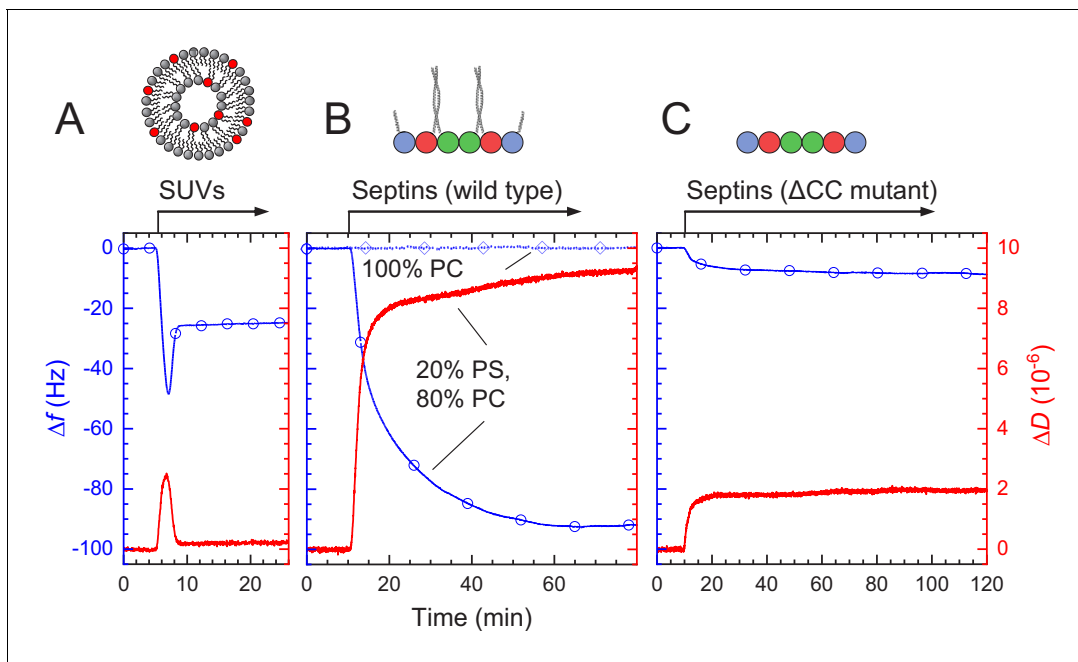 A
B
C
SUVs
Septins (wild type)
Septins (ΔCC mutant)
0
-20
-40
-60
-80
-100
Δf (Hz)
100% PC
20% PS,
80% PC
10
8
6
4
2
0
ΔD (10-6)
0 10 20
0 20 40 60
0 20 40 60 80 100 120
Time (min)